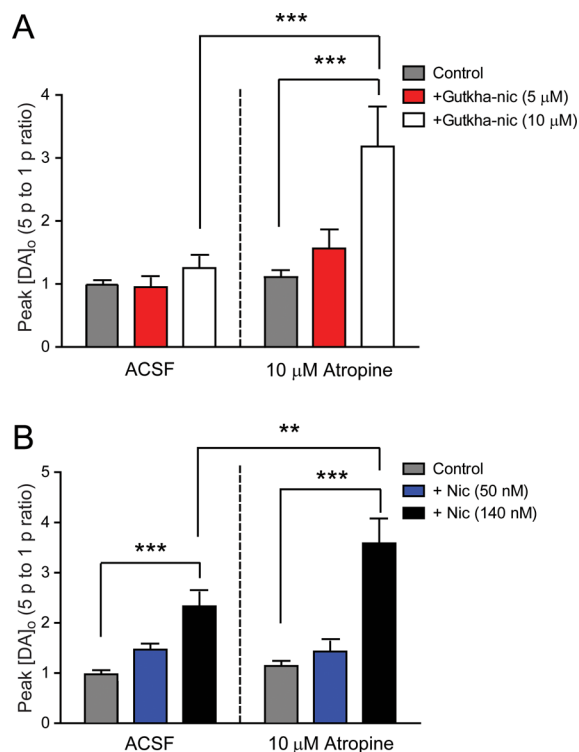 A
***
***
Control
+Gutkha-nic (5 μM)
+Gutkha-nic (10 μM)
Peak [DA]o (5 p to 1 p ratio)
4
3
2
1
0
ACSF
10 μM Atropine
B
**
***
***
Control
+ Nic (50 nM)
+ Nic (140 nM)
Peak [DA]o (5 p to 1 p ratio)
5
4
3
2
1
0
ACSF
10 μM Atropine